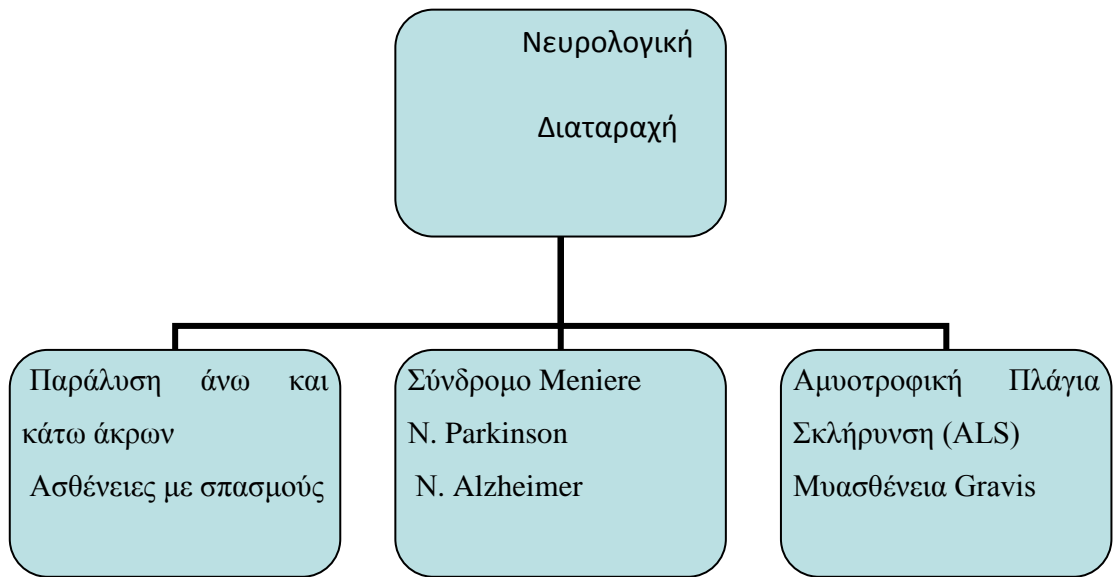 Νευρολογική
Διαταραχή
Παράλυση άνω και
κάτω άκρων
Ασθένειες με σπασμούς
Σύνδρομο Meniere
Ν. Parkinson
Ν. Alzheimer
Αμυοτροφική Πλάγια
Σκλήρυνση (ALS)
Μυασθένεια Gravis